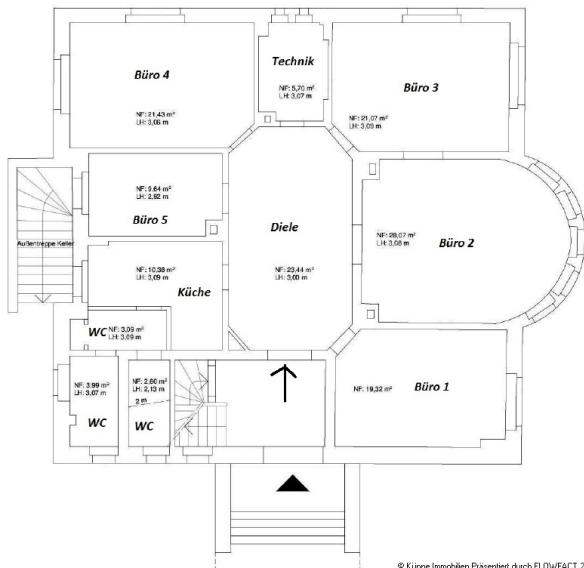 Büro 4
NF: 21,43 m²
LH: 3,06 m
Technik
NF: 5,70 m²
LH: 3,07 m
Büro 3
NF: 21,07 m²
LH: 3,09 m
NF: 9,64 m²
LH: 2,92 m
Büro 5
Diele
NF: 23,44 m²
LH: 3,00 m
NF: 28,07 m²
LH: 3,08 m
Büro 2
Außentreppe Keller
NF: 10,38 m²
LH: 3,09 m
Küche
WC
NF: 3,09 m²
LH: 3,09 m
NF: 3,99 m²
LH: 3,07 m
WC
NF: 2,60 m²
LH: 2,13 m
2 m
WC
NF: 19,32 m²
Büro 1
© Küppe Immobilien Präsentiert durch FLOWFACT 2